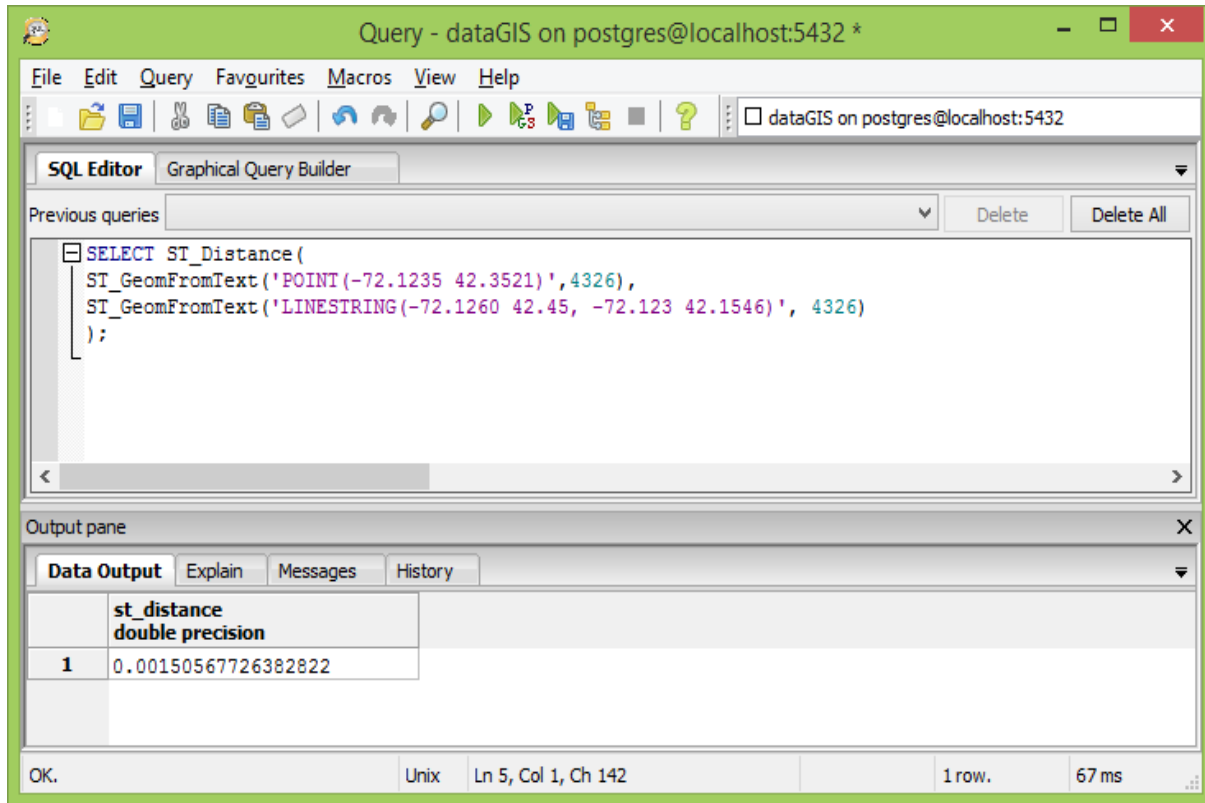 Query - dataGIS on postgres@localhost:5432 *
File Edit Query Favourites Macros View Help
dataGIS on postgres@localhost:5432
SQL Editor Graphical Query Builder
Previous queries Delete Delete All
SELECT ST_Distance(
ST_GeomFromText('POINT(-72.1235 42.3521)',4326),
ST_GeomFromText('LINESTRING(-72.1260 42.45, -72.123 42.1546)', 4326)
);
Output pane
Data Output Explain Messages History
st_distance
double precision
1 0.00150567726382822
OK. Unix Ln 5, Col 1, Ch 142 1 row. 67 ms